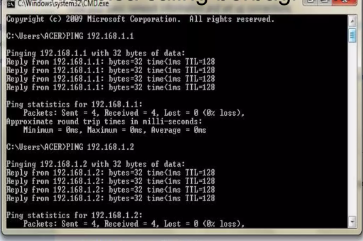 C:\Windows\system32\CMD.exe
Copyright (c) 2009 Microsoft Corporation. All rights reserved.
C:\Users\ACER>PING 192.168.1.1
Pinging 192.168.1.1 with 32 bytes of data:
Reply from 192.168.1.1: bytes=32 time<1ms TTL=128
Reply from 192.168.1.1: bytes=32 time<1ms TTL=128
Reply from 192.168.1.1: bytes=32 time<1ms TTL=128
Reply from 192.168.1.1: bytes=32 time<1ms TTL=128
Ping statistics for 192.168.1.1:
Packets: Sent = 4, Received = 4, Lost = 0 (0% loss),
Approximate round trip times in milli-seconds:
Minimum = 0ms, Maximum = 0ms, Average = 0ms
C:\Users\ACER>PING 192.168.1.2
Pinging 192.168.1.2 with 32 bytes of data:
Reply from 192.168.1.2: bytes=32 time<1ms TTL=128
Reply from 192.168.1.2: bytes=32 time<1ms TTL=128
Reply from 192.168.1.2: bytes=32 time<1ms TTL=128
Reply from 192.168.1.2: bytes=32 time<1ms TTL=128
Ping statistics for 192.168.1.2:
Packets: Sent = 4, Received = 4, Lost = 0 (0% loss),